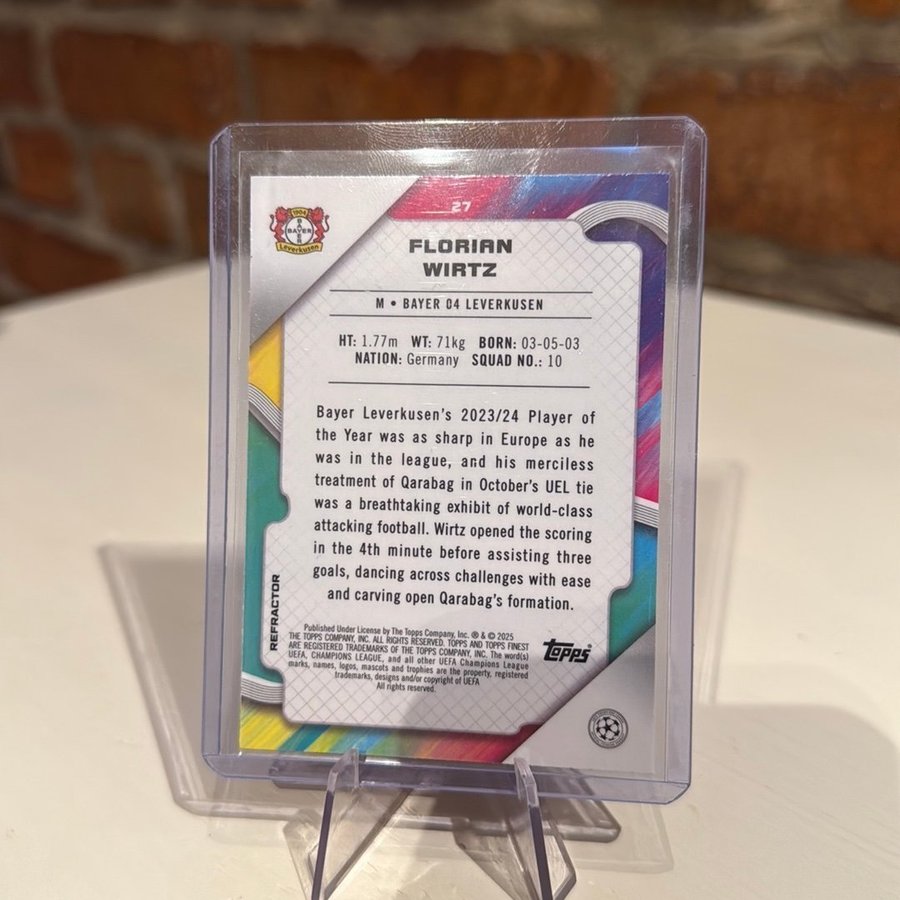 27
1904
BAYER
BAYER
Leverkusen
FLORIAN
WIRTZ
M • BAYER 04 LEVERKUSEN
HT: 1.77m WT: 71kg BORN: 03-05-03
NATION: Germany SQUAD NO.: 10
Bayer Leverkusen's 2023/24 Player of
the Year was as sharp in Europe as he
was in the league, and his merciless
treatment of Qarabag in October's UEL tie
was a breathtaking exhibit of world-class
attacking football. Wirtz opened the scoring
in the 4th minute before assisting three
goals, dancing across challenges with ease
and carving open Qarabag's formation.
REFRACTOR
Published Under License by The Topps Company, Inc. ® & © 2025
THE TOPPS COMPANY, INC. ALL RIGHTS RESERVED. TOPPS AND TOPPS FINEST
ARE REGISTERED TRADEMARKS OF THE TOPPS COMPANY, INC. The word(s)
UEFA, CHAMPIONS LEAGUE, and all other UEFA Champions League
marks, names, logos, mascots and trophies are the property, registered
trademarks, designs and/or copyright of UEFA
All rights reserved.
Topps®